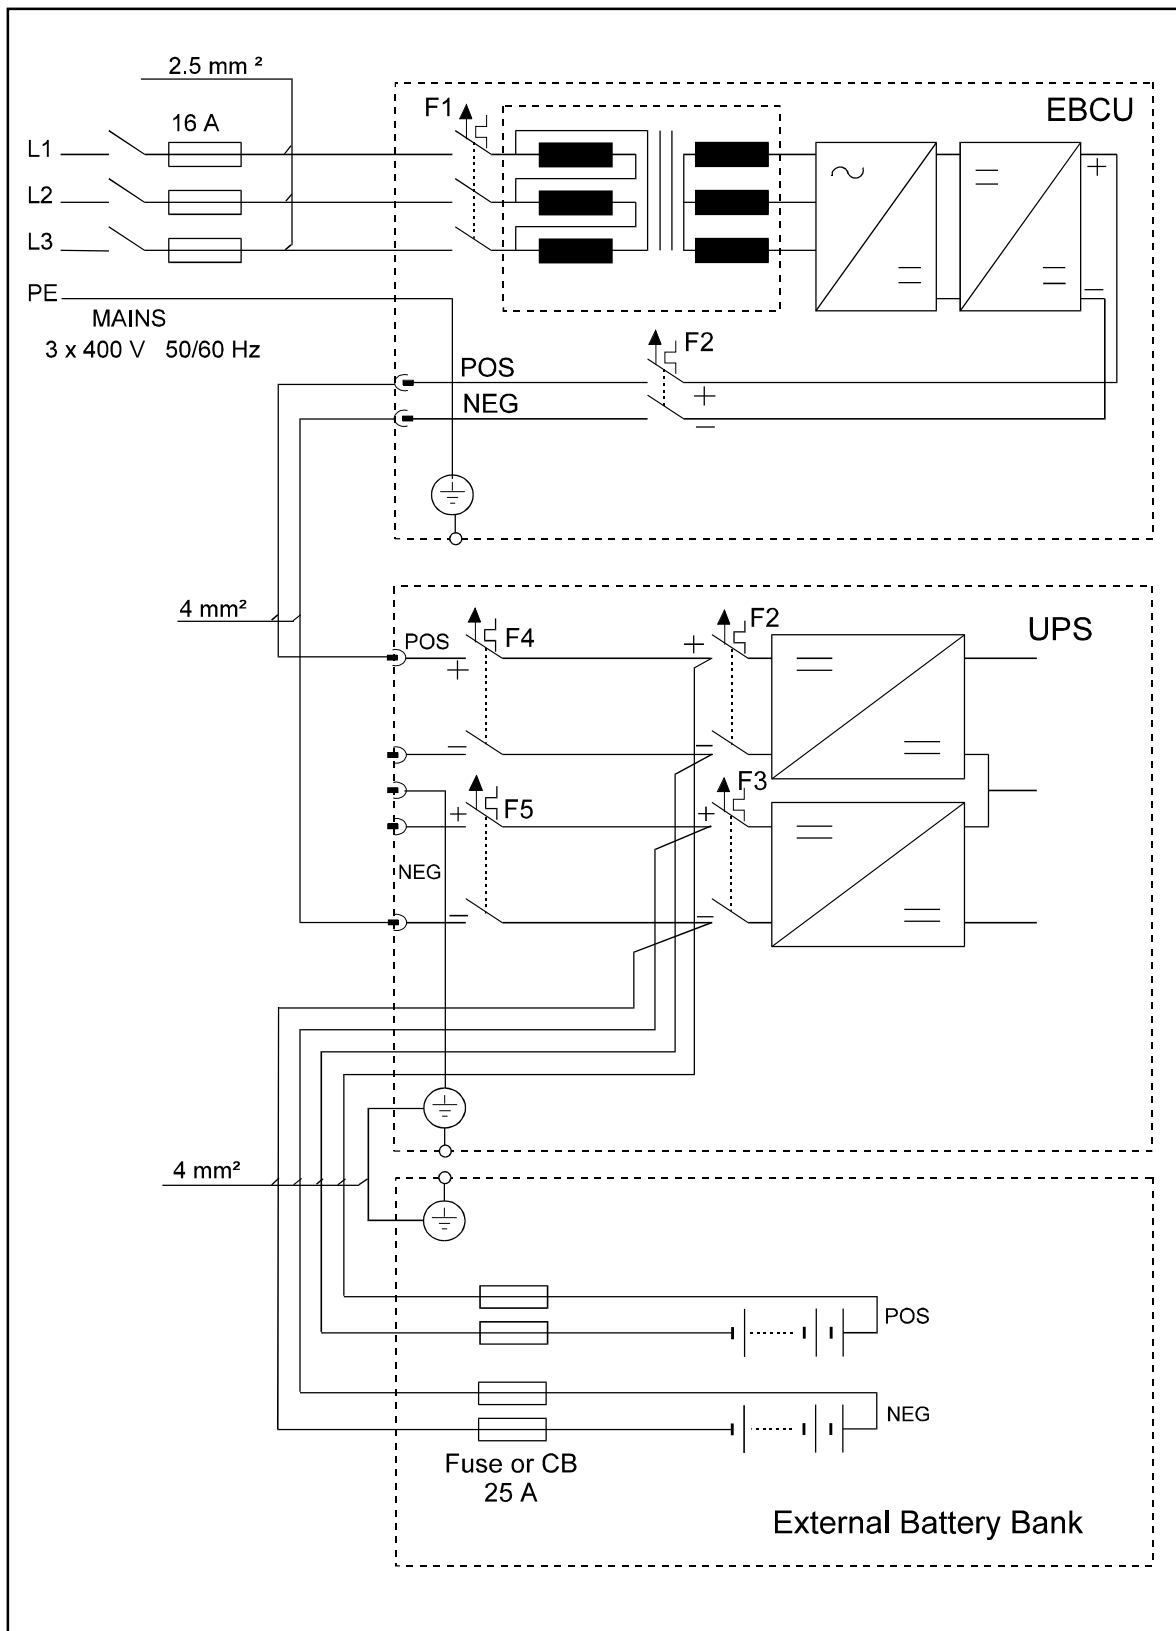 2.5 mm ²
EBCU
F1
16 A
L1
+
L2
L3
–
PE
MAINS
3 x 400 V 50/60 Hz
F2
POS
+
NEG
–
4 mm²
UPS
F4
F2
POS
+
+
–
–
F3
F5
+
+
NEG
–
–
4 mm²
POS
NEG
Fuse or CB
25 A
External Battery Bank